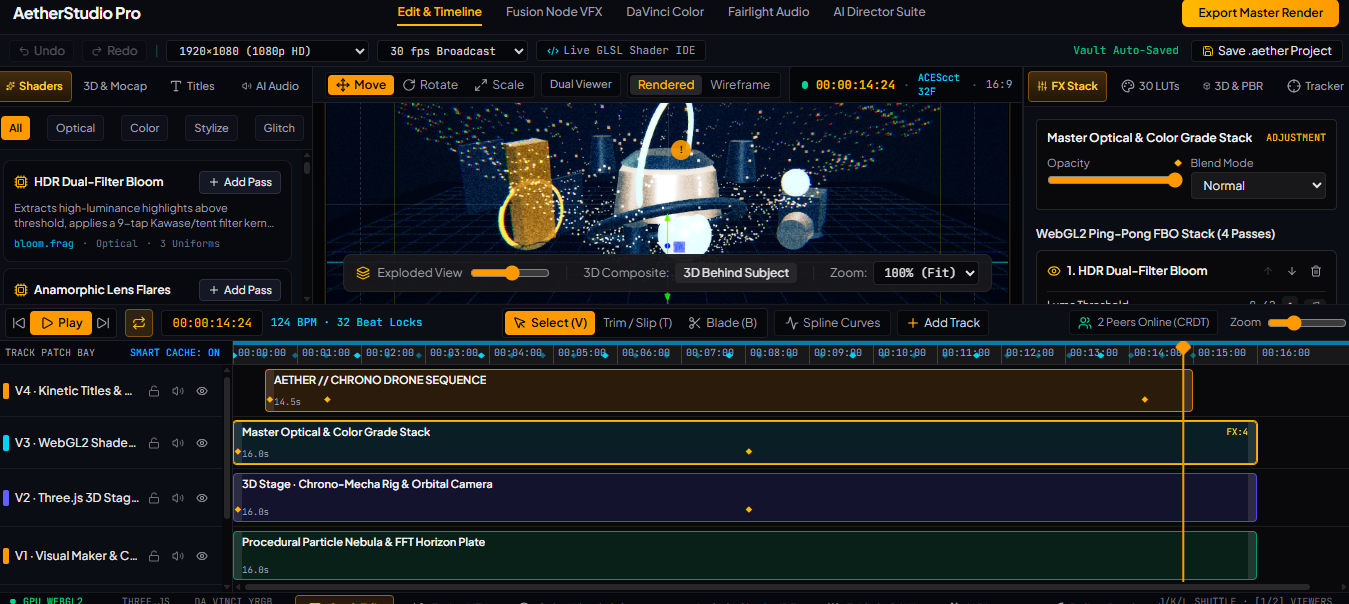 AetherStudio Pro
Edit & Timeline
Fusion Node VFX
DaVinci Color
Fairlight Audio
AI Director Suite
Export Master Render
Undo
Redo
1920×1080 (1080p HD)
30 fps Broadcast
Live GLSL Shader IDE
Vault Auto-Saved
Save .aether Project
Shaders
3D & Mocap
Titles
AI Audio
Move
Rotate
Scale
Dual Viewer
Rendered
Wireframe
00:00:14:24
·
ACEScct 32F
·
16:9
FX Stack
30 LUTs
3D & PBR
Tracker
All
Optical
Color
Stylize
Glitch
HDR Dual-Filter Bloom
+ Add Pass
Extracts high-luminance highlights above
threshold, applies a 9-tap Kawase/tent filter kern…
bloom.frag · Optical · 3 Uniforms
Anamorphic Lens Flares
+ Add Pass
!
Exploded View
3D Composite:
3D Behind Subject
Zoom:
100% (Fit)
Master Optical & Color Grade Stack
ADJUSTMENT
Opacity
Blend Mode
Normal
WebGL2 Ping-Pong FBO Stack (4 Passes)
1. HDR Dual-Filter Bloom
Play
00:00:14:24
124 BPM · 32 Beat Locks
Select (V)
Trim / Slip (T)
Blade (B)
Spline Curves
+ Add Track
2 Peers Online (CRDT)
Zoom
TRACK PATCH BAY
SMART CACHE: ON
00:00:00
00:01:00
00:02:00
00:03:00
00:04:00
00:05:00
00:06:00
00:07:00
00:08:00
00:09:00
00:10:00
00:11:00
00:12:00
00:13:00
00:14:00
00:15:00
00:16:00
V4 · Kinetic Titles & …
AETHER // CHRONO DRONE SEQUENCE
14.5s
V3 · WebGL2 Shade…
Master Optical & Color Grade Stack
FX:4
16.0s
V2 · Three.js 3D Stag…
3D Stage · Chrono-Mecha Rig & Orbital Camera
16.0s
V1 · Visual Maker & C…
Procedural Particle Nebula & FFT Horizon Plate
16.0s
GPU WEBGL2
THREE.JS
DA VINCI YRGB
J/K/L SHUTTLE · [1/2] VIEWERS